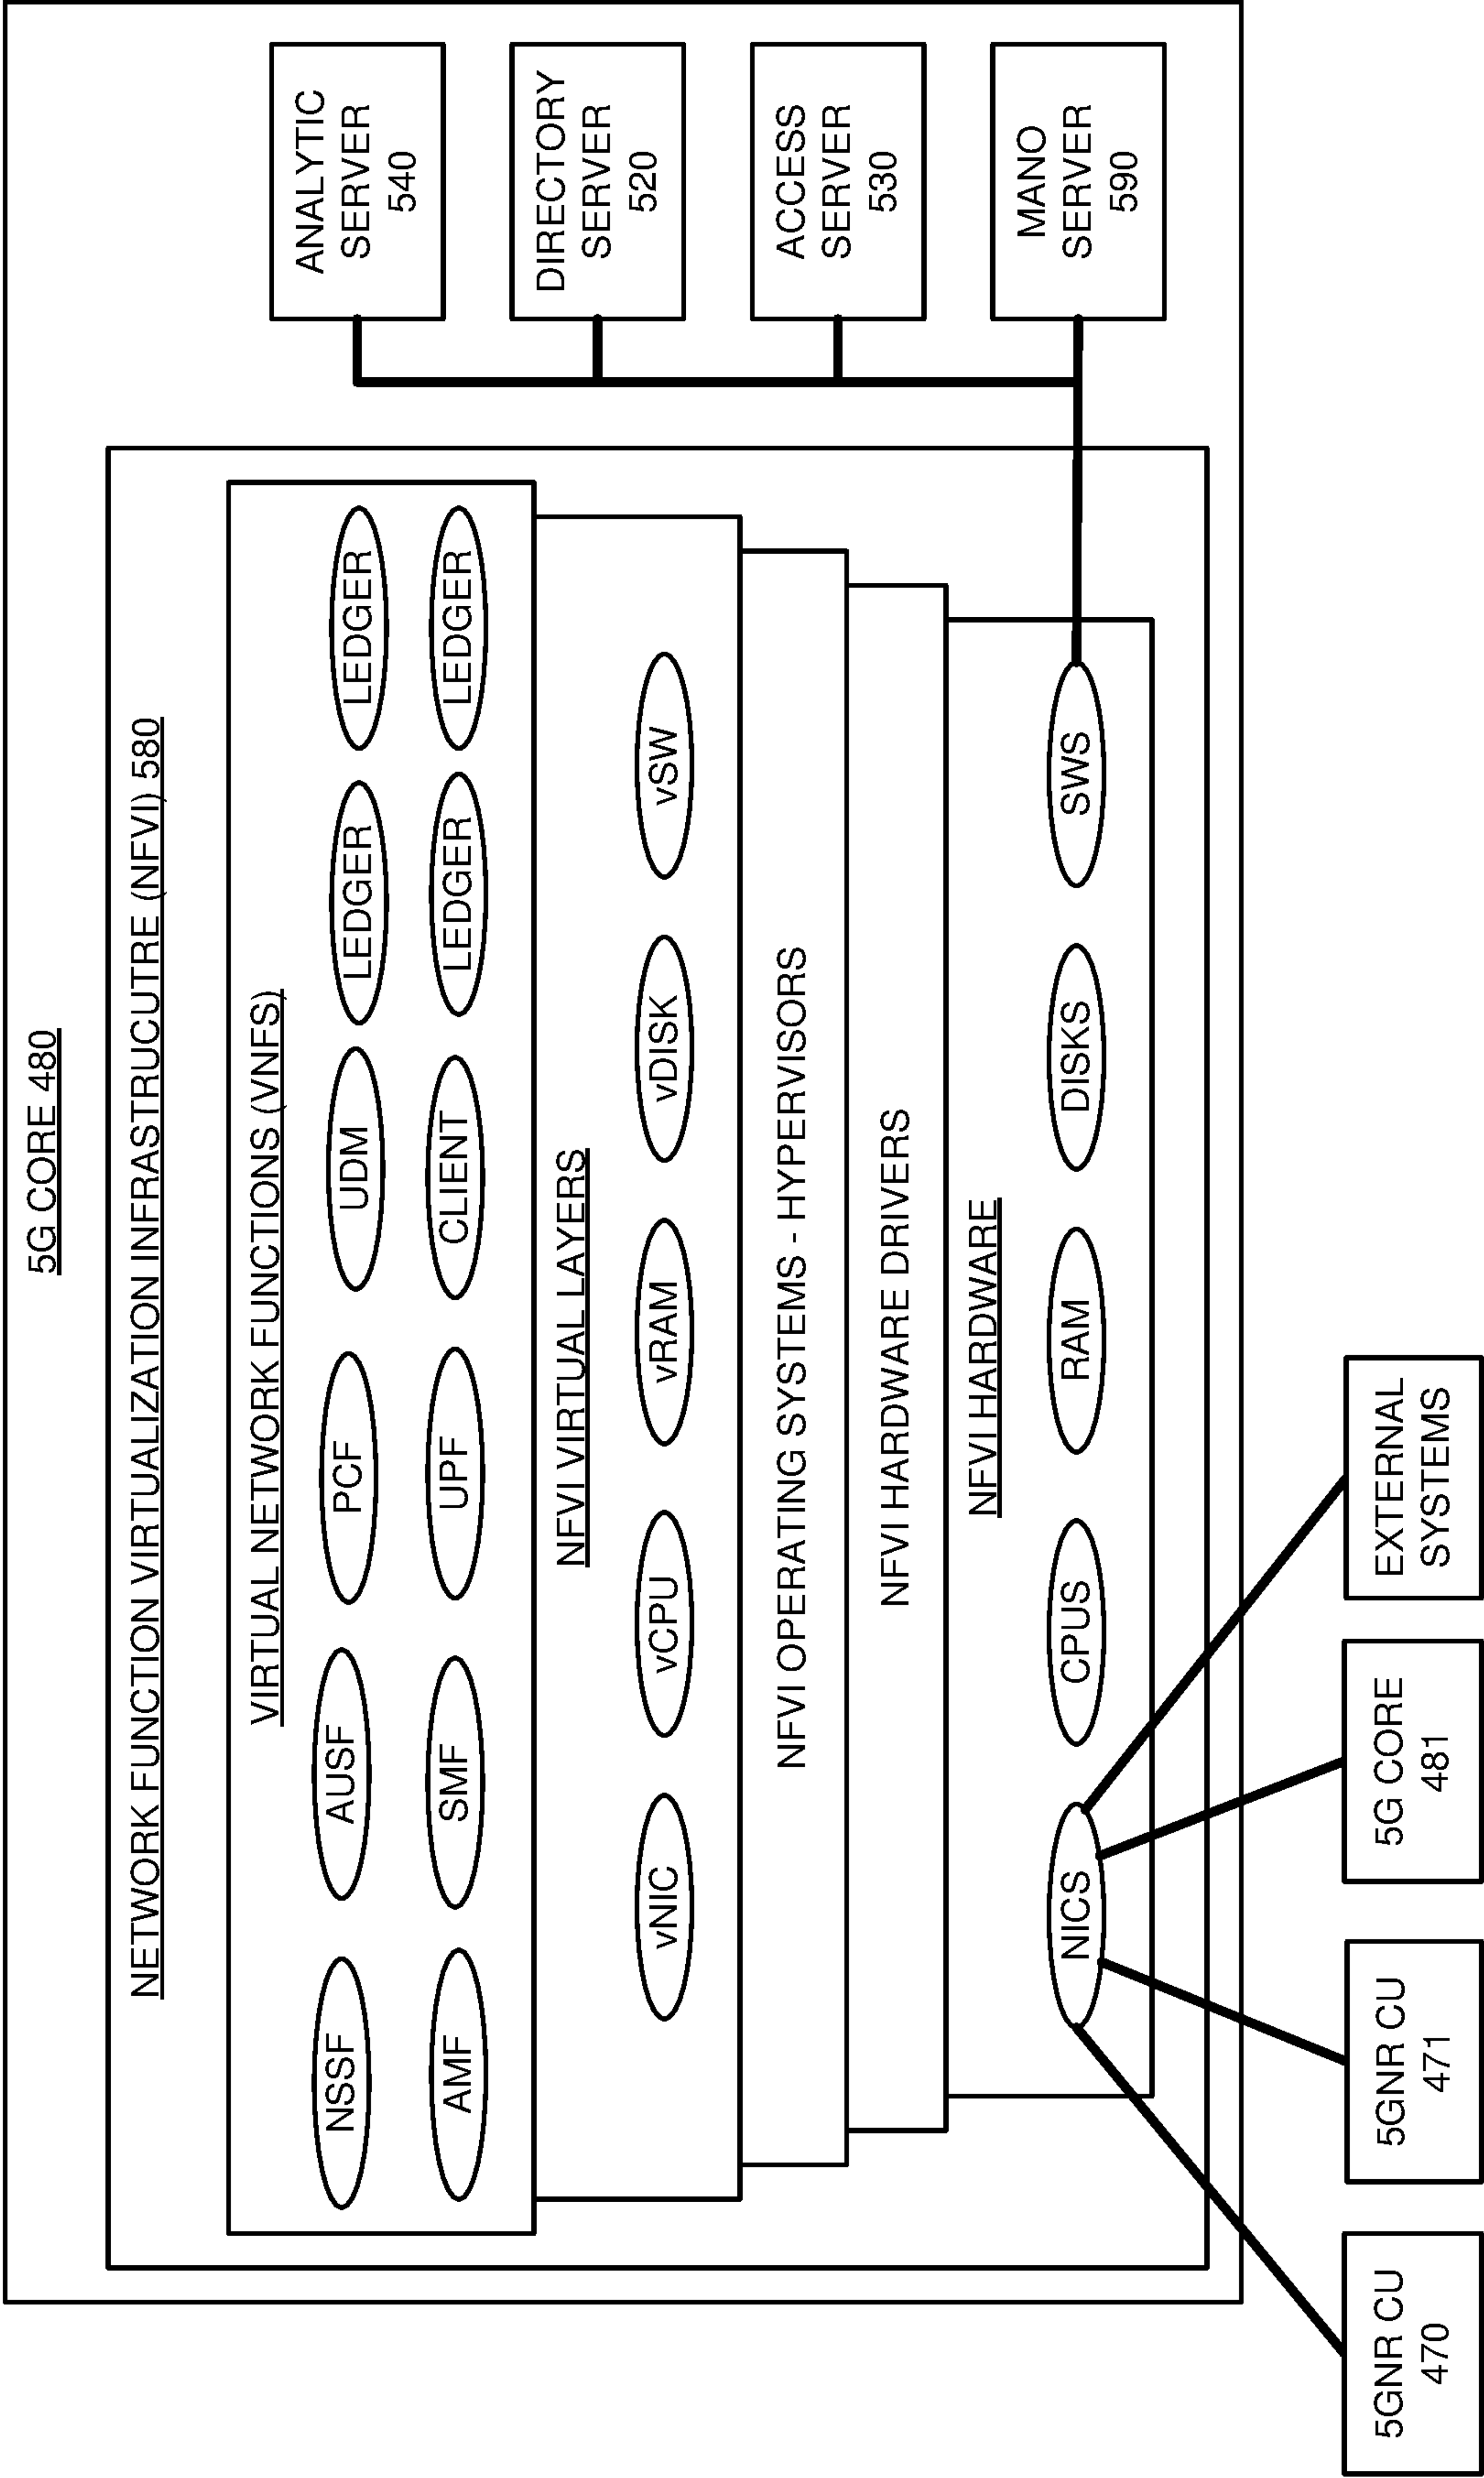 5G CORE 480
NETWORK FUNCTION VIRTUALIZATION INFRASTRUCUTRE (NFVI) 580
VIRTUAL NETWORK FUNCTIONS (VNFS)
NSSF
AUSF
PCF
UDM
LEDGER
LEDGER
AMF
SMF
UPF
CLIENT
LEDGER
LEDGER
NFVI VIRTUAL LAYERS
vNIC
vCPU
vRAM
vDISK
vSW
NFVI OPERATING SYSTEMS - HYPERVISORS
NFVI HARDWARE DRIVERS
NFVI HARDWARE
NICS
CPUS
RAM
DISKS
SWS
ANALYTIC
SERVER
540
DIRECTORY
SERVER
520
ACCESS
SERVER
530
MANO
SERVER
590
5GNR CU
470
5GNR CU
471
5G CORE
481
EXTERNAL
SYSTEMS